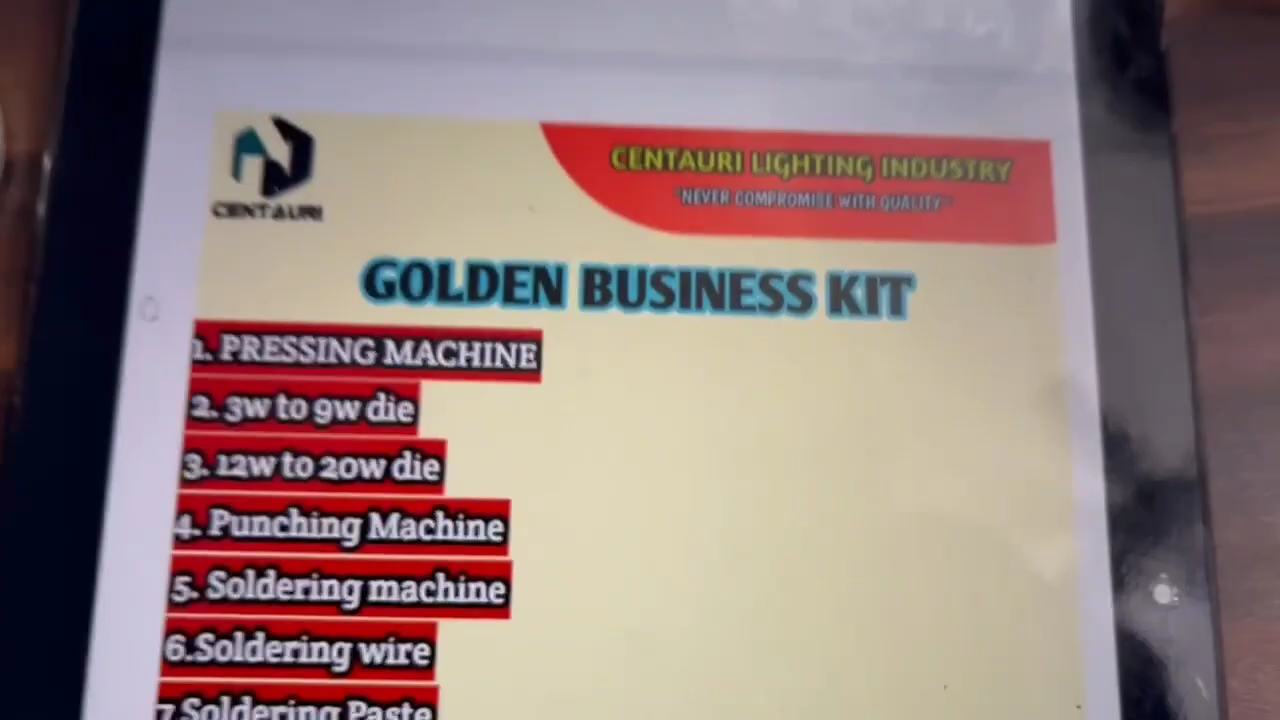 CENTAURI
CENTAURI LIGHTING INDUSTRY
"NEVER COMPROMISE WITH QUALITY"
GOLDEN BUSINESS KIT
1. PRESSING MACHINE
2. 3w to 9w die
3. 12w to 20w die
4. Punching Machine
5. Soldering machine
6.Soldering wire
7.Soldering Paste